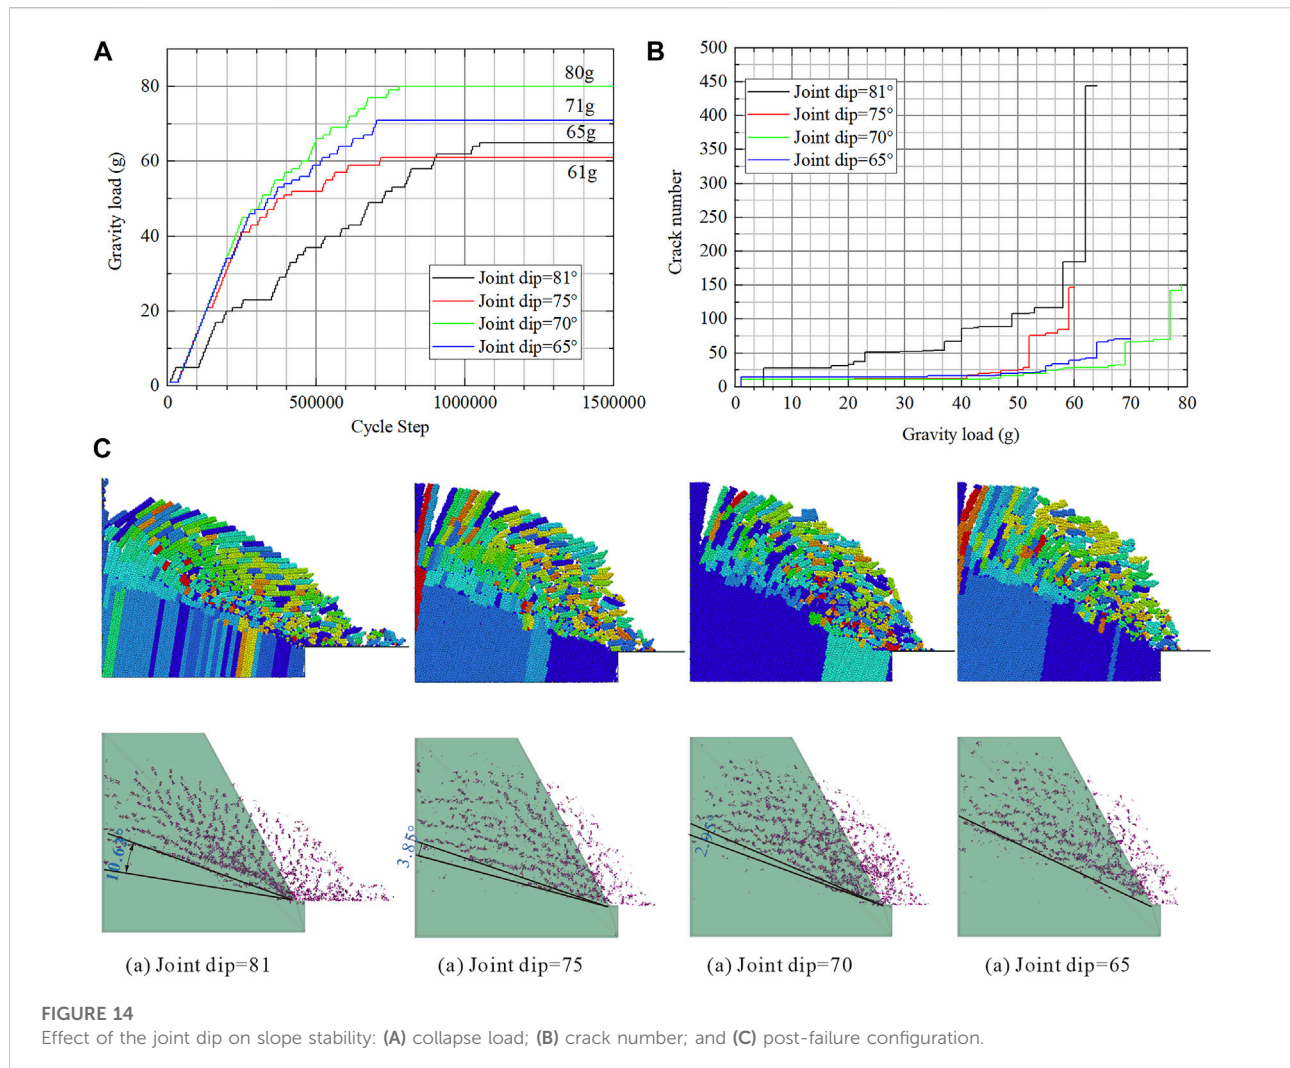 A
80
60
40
20
0
Gravity load (g)
80g
71g
65g
61g
Joint dip=81°
Joint dip=75°
Joint dip=70°
Joint dip=65°
0
500000
1000000
1500000
Cycle Step
B
500
450
400
350
300
250
200
150
100
50
0
Crack number
Joint dip=81°
Joint dip=75°
Joint dip=70°
Joint dip=65°
0
10
20
30
40
50
60
70
80
Gravity load (g)
C
3.85°
(a) Joint dip=81
(a) Joint dip=75
(a) Joint dip=70
(a) Joint dip=65
FIGURE 14
Effect of the joint dip on slope stability: (A) collapse load; (B) crack number; and (C) post-failure configuration.